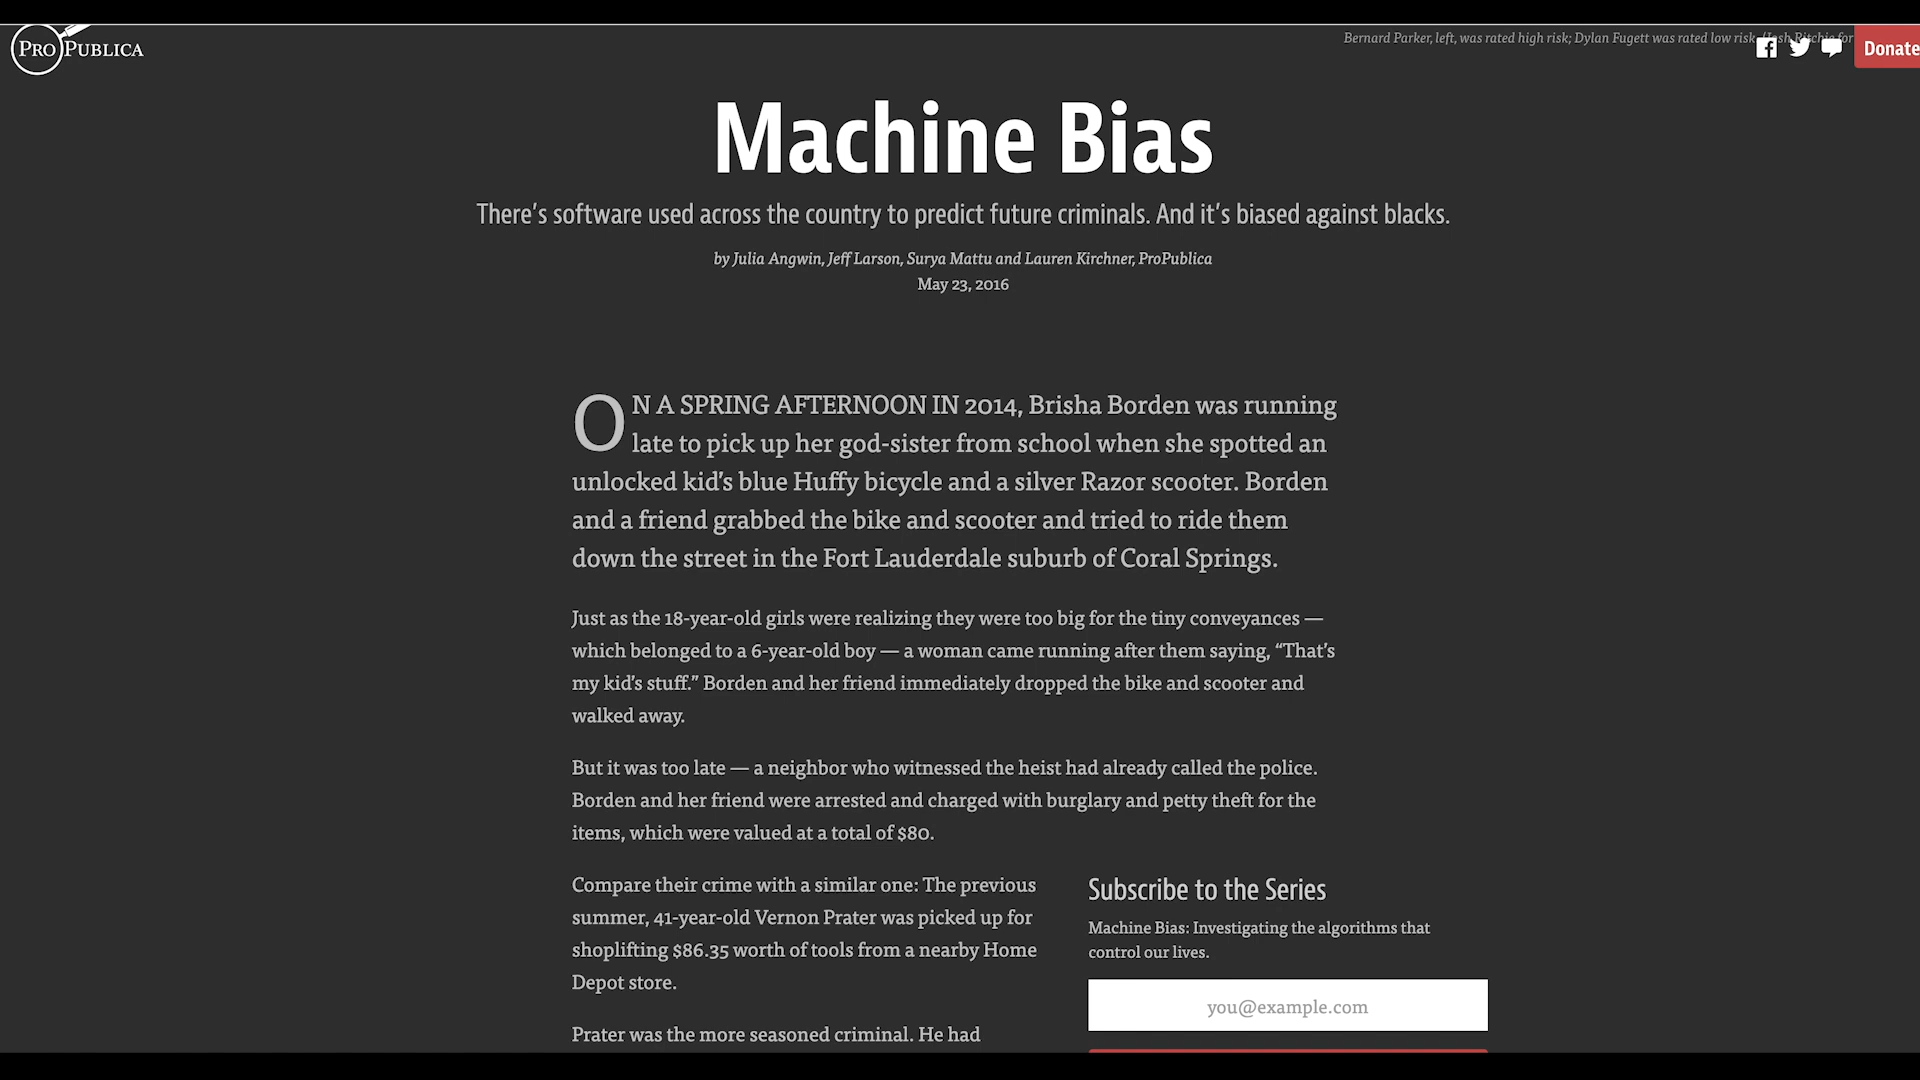 PROPUBLICA
Bernard Parker, left, was rated high risk; Dylan Fugett was rated low risk. (Josh Ritchie for
Donate
Machine Bias
There's software used across the country to predict future criminals. And it's biased against blacks.
by Julia Angwin, Jeff Larson, Surya Mattu and Lauren Kirchner, ProPublica
May 23, 2016
ON A SPRING AFTERNOON IN 2014, Brisha Borden was running
late to pick up her god-sister from school when she spotted an
unlocked kid's blue Huffy bicycle and a silver Razor scooter. Borden
and a friend grabbed the bike and scooter and tried to ride them
down the street in the Fort Lauderdale suburb of Coral Springs.
Just as the 18-year-old girls were realizing they were too big for the tiny conveyances —
which belonged to a 6-year-old boy — a woman came running after them saying, “That's
my kid's stuff.” Borden and her friend immediately dropped the bike and scooter and
walked away.
But it was too late — a neighbor who witnessed the heist had already called the police.
Borden and her friend were arrested and charged with burglary and petty theft for the
items, which were valued at a total of $80.
Compare their crime with a similar one: The previous
summer, 41-year-old Vernon Prater was picked up for
shoplifting $86.35 worth of tools from a nearby Home
Depot store.
Prater was the more seasoned criminal. He had
Subscribe to the Series
Machine Bias: Investigating the algorithms that
control our lives.
you@example.com